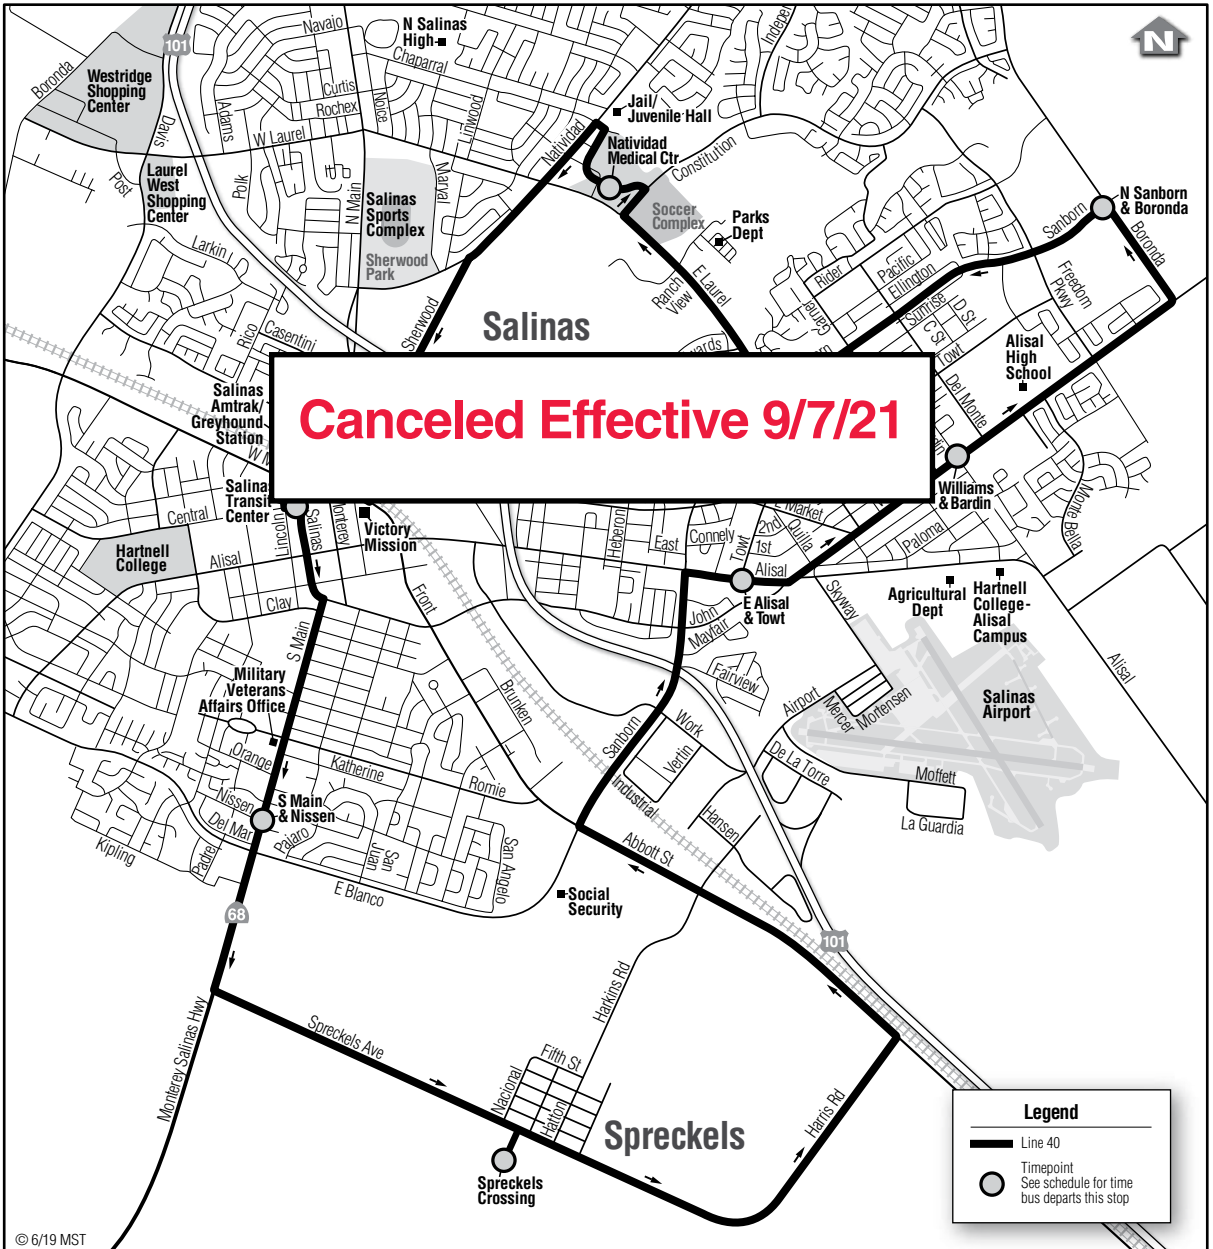 N
Navajo
N Salinas
High
Chaparral
Independ
101
Boronda
Westridge
Shopping
Center
Curtis
Rochex
Noice
Adams
Linwood
Jail/
Juvenile Hall
Davis
W Laurel
Natividad
Natividad
Medical Ctr
Constitution
Post
Laurel
West
Shopping
Center
Polk
N Main
Salinas
Sports
Complex
Maryal
Soccer
Complex
Parks
Dept
Sanborn
N Sanborn
& Boronda
Boronda
Larkin
Sherwood
Park
Rider
Pacific
Ellington
Freedom
Pkwy
Ranch
View
E Laurel
Garner
Sunrise
D St
C St
Towt
Sherwood
Salinas
Rico
Casentini
Alisal
High
School
Del Monte
Salinas
Amtrak/
Greyhound
Station
Canceled Effective 9/7/21
Williams
& Bardin
Monte Bella
Salinas
Transit
Center
Central
Lincoln
Salinas
Victory
Mission
Hartnell
College
Alisal
Heberon
East
Connely
Towt
2nd
1st
Quilla
Alisal
Paloma
Clay
Front
John
Mayfair
E Alisal
& Towt
Skyway
Agricultural
Dept
Hartnell
College-
Alisal
Campus
Alisal
S Main
Military
Veterans
Affairs Office
Brunken
Fairview
Airport
Mercer
Mortensen
Salinas
Airport
Orange
Katherine
Romie
Sanborn
Work
Vertin
De La Torre
Moffett
La Guardia
Nissen
Del Mar
S Main
& Nissen
Pajaro
Industrial
Hansen
Kipling
Padre
San
Juan
San Angelo
Abbott St
E Blanco
Social
Security
68
101
Monterey Salinas Hwy
Harkins Rd
Spreckels Ave
Fifth St
Nacional
Hatton
Spreckels
Harris Rd
Spreckels
Crossing
Legend
Line 40
Timepoint
See schedule for time
bus departs this stop
© 6/19 MST